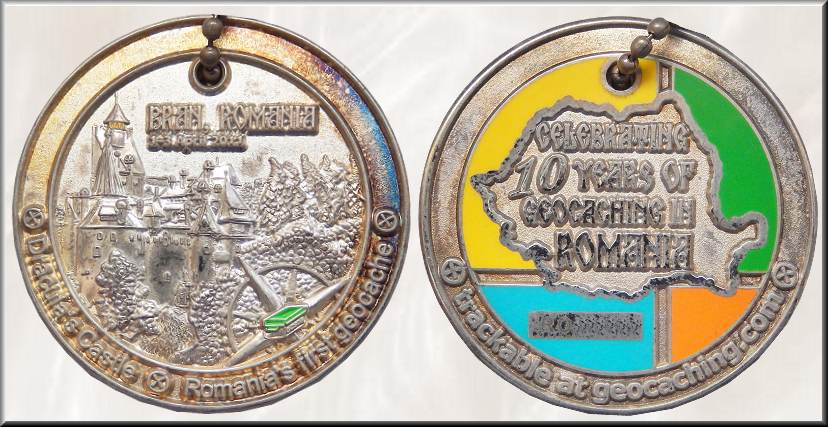 BRAN, ROMANIA
Dracula's Castle
Romania's first geocache
CELEBRATING
10 YEARS OF
GEOCACHING IN
ROMANIA
trackable at geocaching.com